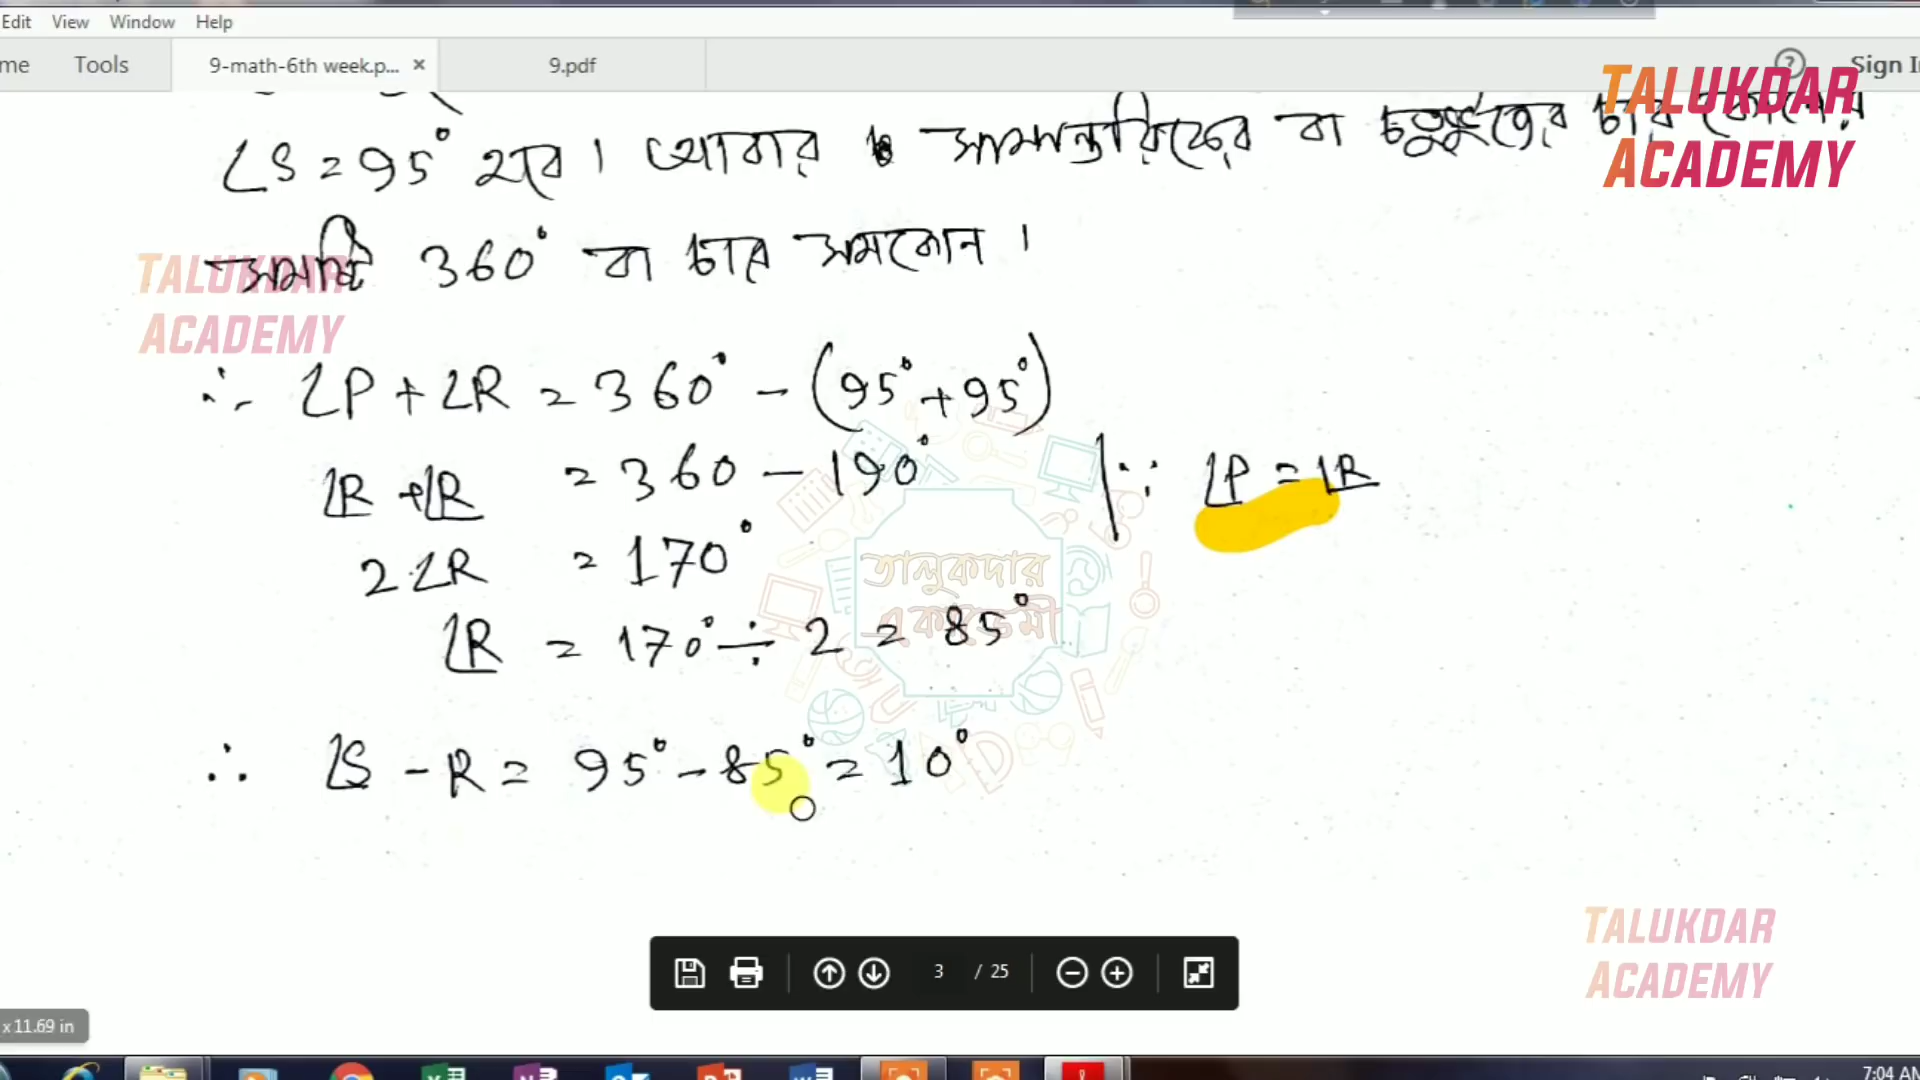 Edit View Window Help
me Tools 9-math-6th week.p... × 9.pdf ? Sign I
TALUKDAR
ACADEMY
∠S = 95° হবে। আবার সামান্তরিকের বা চতুর্ভুজের চার কোণের
সমষ্টি 360° বা চার সমকোন।
TALUKDAR
ACADEMY
∴ ∠P + ∠R = 360° - (95° + 95°)
∠R + ∠R = 360 - 190° | ∵ ∠P = ∠R
2∠R = 170°
তালুকদার
একাডেমী
∠R = 170° ÷ 2 = 85°
∴ ∠S - R = 95° - 85° = 10°
TALUKDAR
ACADEMY
3 / 25
x 11.69 in
7:04 AM